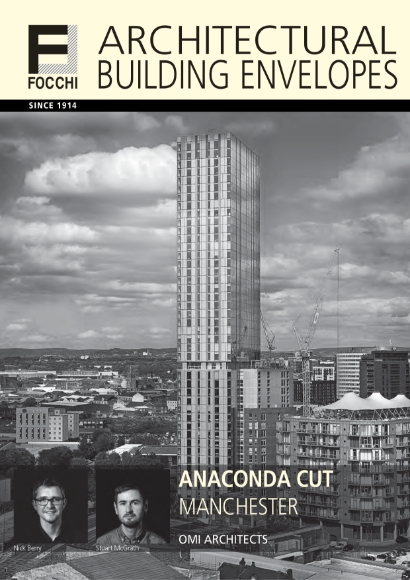 ARCHITECTURAL
BUILDING ENVELOPES
FOCCHI
SINCE 1914
ANACONDA CUT
MANCHESTER
OMI ARCHITECTS
Nick Berry
Stuart McGrath